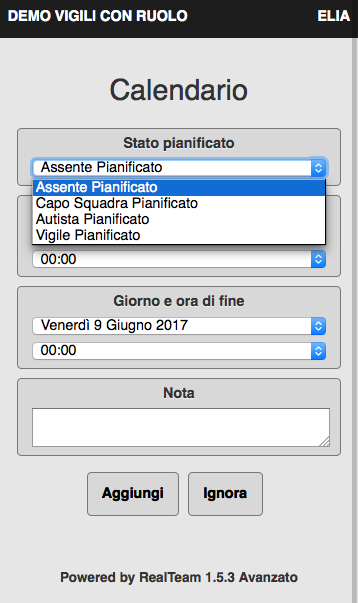 DEMO VIGILI CON RUOLO ELIA
Calendario
Stato pianificato
Assente Pianificato
Assente Pianificato
Capo Squadra Pianificato
Autista Pianificato
Vigile Pianificato
00:00
Giorno e ora di fine
Venerdì 9 Giugno 2017
00:00
Nota
Aggiungi Ignora
Powered by RealTeam 1.5.3 Avanzato